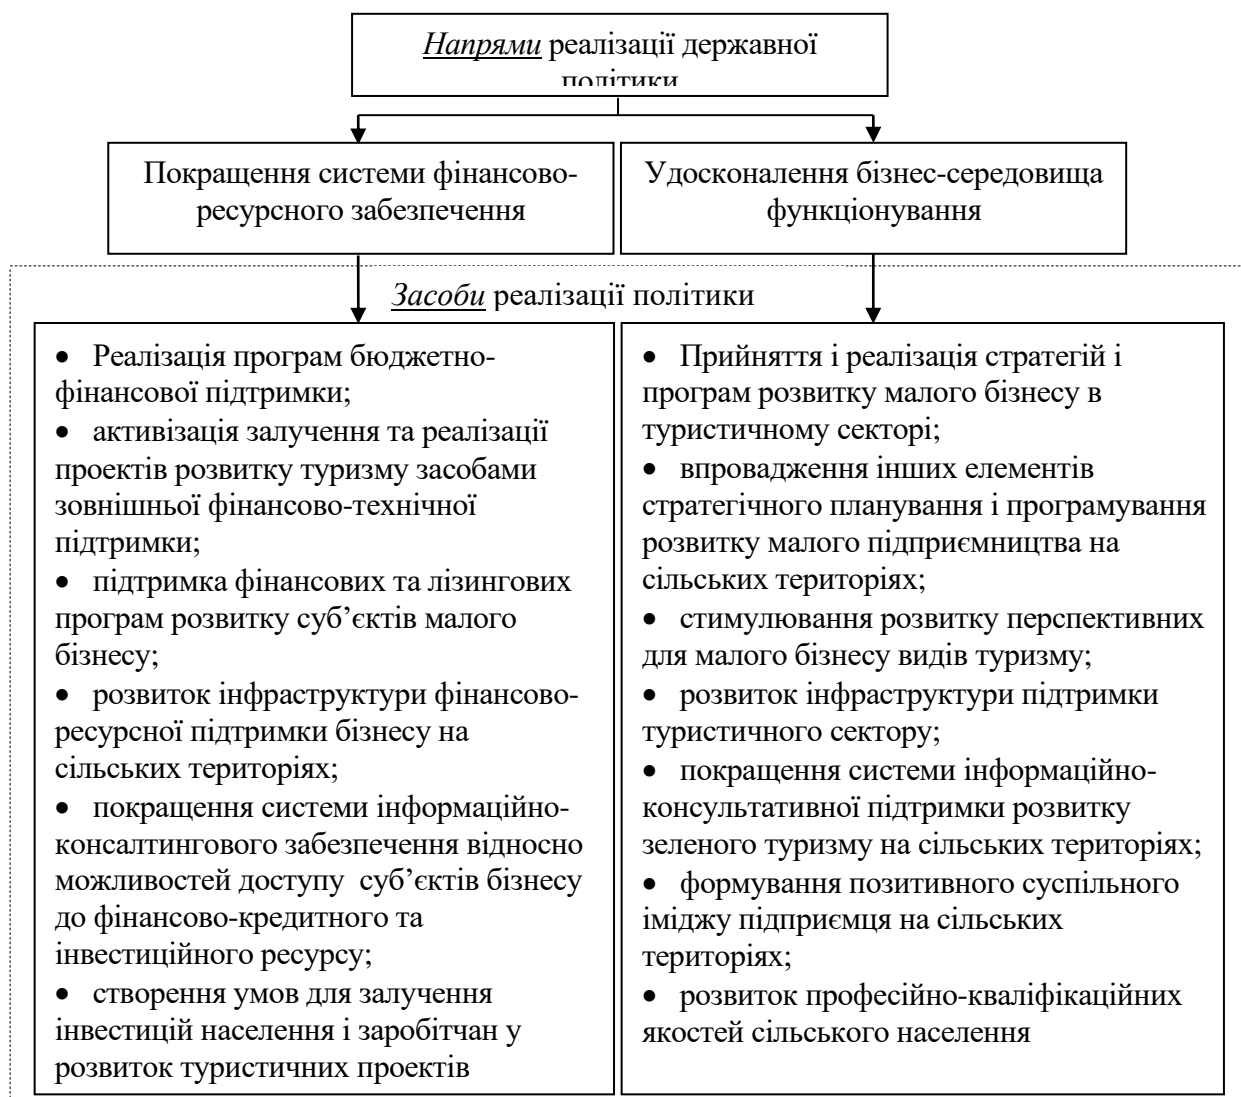 Напрями реалізації державної
політики
Покращення системи фінансово-
ресурсного забезпечення
Удосконалення бізнес-середовища
функціонування
Засоби реалізації політики
• Реалізація програм бюджетно-
фінансової підтримки;
• активізація залучення та реалізації
проектів розвитку туризму засобами
зовнішньої фінансово-технічної
підтримки;
• підтримка фінансових та лізингових
програм розвитку суб’єктів малого
бізнесу;
• розвиток інфраструктури фінансово-
ресурсної підтримки бізнесу на
сільських територіях;
• покращення системи інформаційно-
консалтингового забезпечення відносно
можливостей доступу суб’єктів бізнесу
до фінансово-кредитного та
інвестиційного ресурсу;
• створення умов для залучення
інвестицій населення і заробітчан у
розвиток туристичних проектів
• Прийняття і реалізація стратегій і
програм розвитку малого бізнесу в
туристичному секторі;
• впровадження інших елементів
стратегічного планування і програмування
розвитку малого підприємництва на
сільських територіях;
• стимулювання розвитку перспективних
для малого бізнесу видів туризму;
• розвиток інфраструктури підтримки
туристичного сектору;
• покращення системи інформаційно-
консультативної підтримки розвитку
зеленого туризму на сільських територіях;
• формування позитивного суспільного
іміджу підприємця на сільських
територіях;
• розвиток професійно-кваліфікаційних
якостей сільського населення